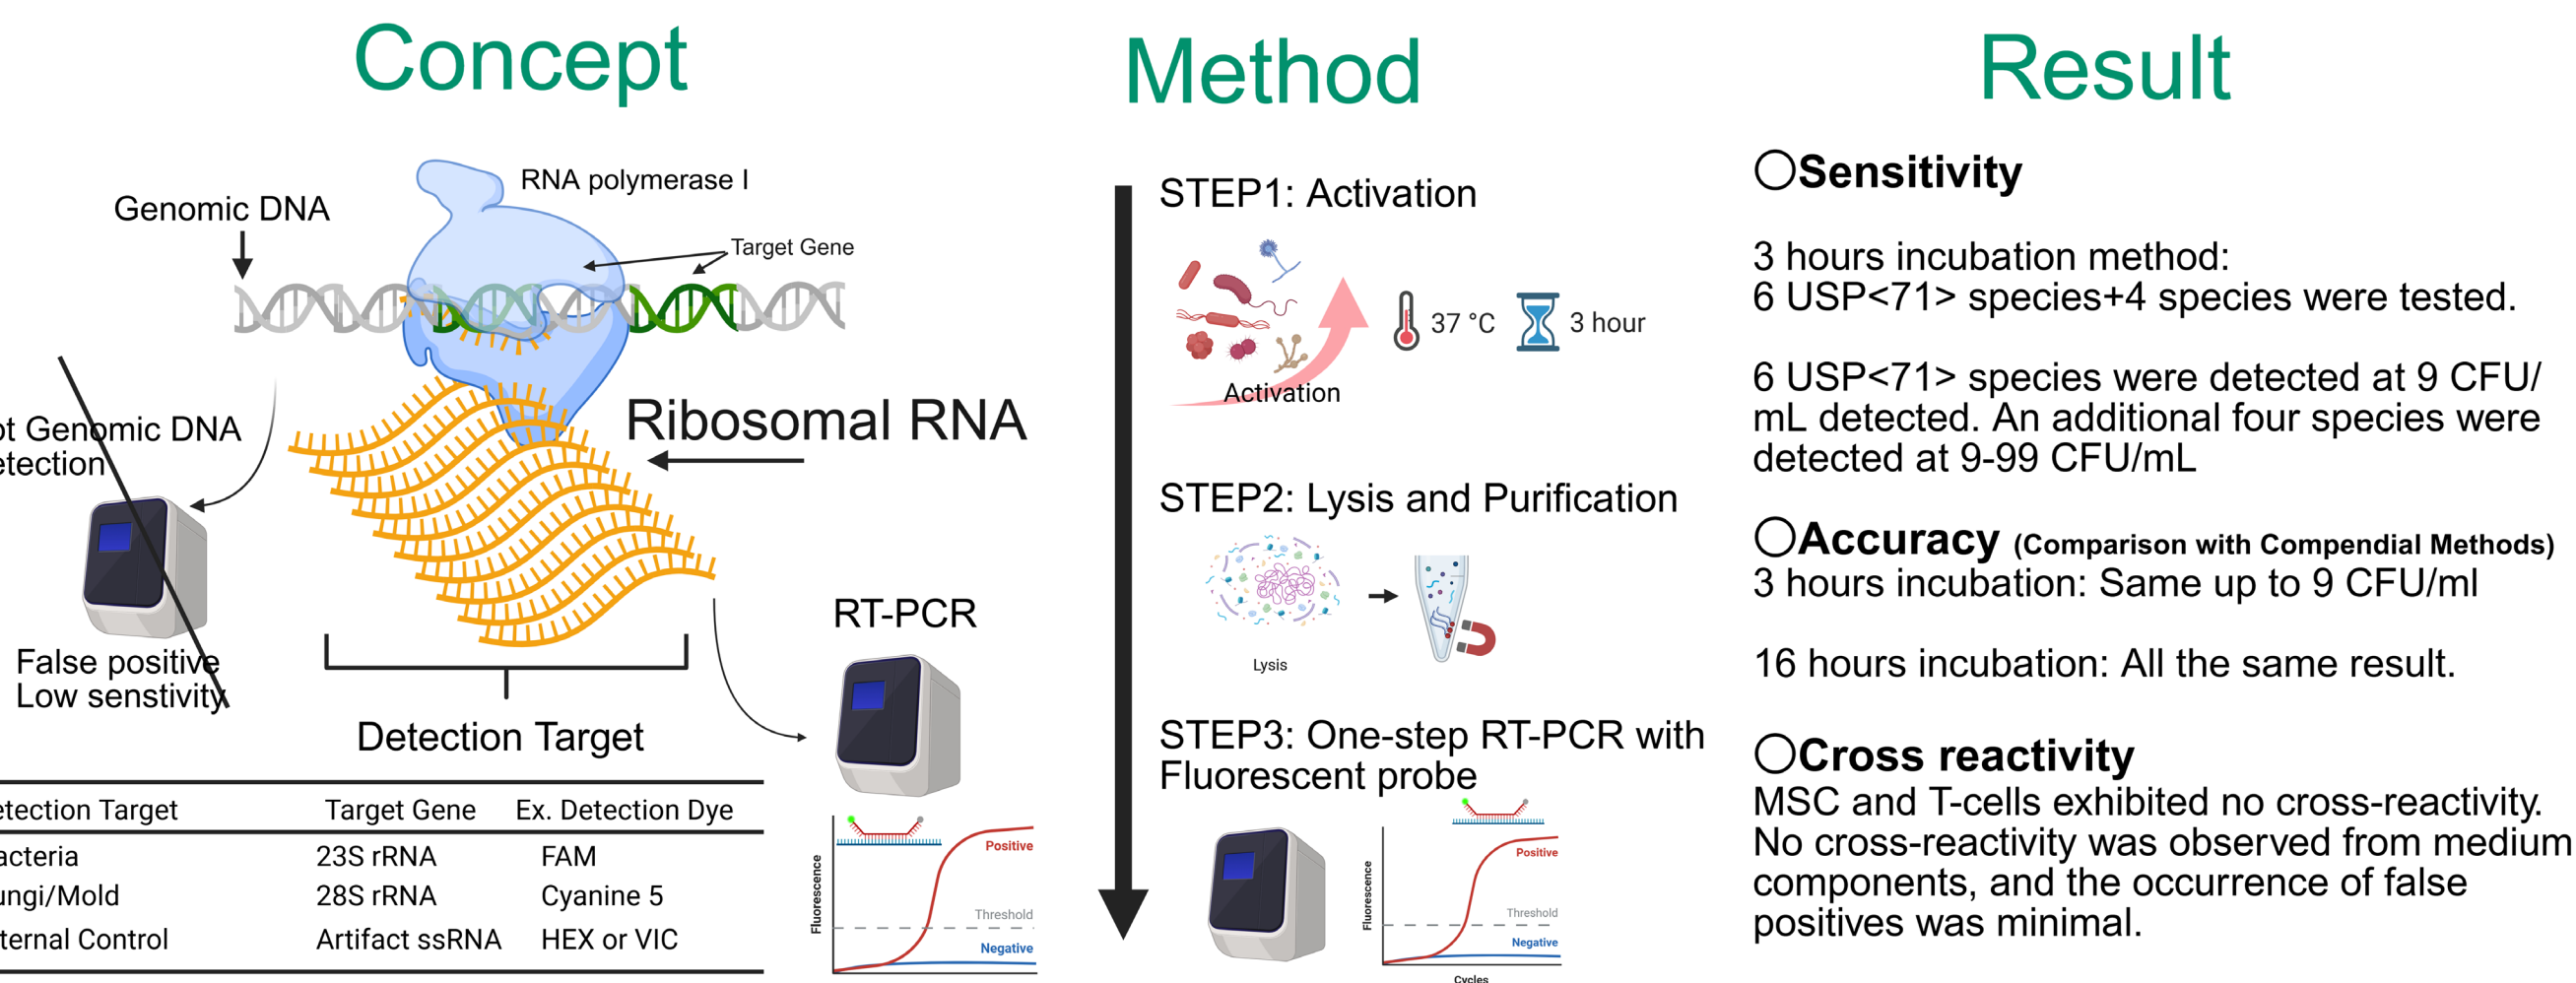 Concept
Genomic DNA
RNA polymerase I
Target Gene
ot Genomic DNA
etection
False positive
Low senstivity
Ribosomal RNA
RT-PCR
Detection Target
etection Target Target Gene Ex. Detection Dye
acteria 23S rRNA FAM
ungi/Mold 28S rRNA Cyanine 5
ternal Control Artifact ssRNA HEX or VIC
Fluorescence
Positive
Threshold
Negative
Method
STEP1: Activation
Activation
37 °C
3 hour
STEP2: Lysis and Purification
Lysis
STEP3: One-step RT-PCR with
Fluorescent probe
Fluorescence
Positive
Threshold
Negative
Cycles
Result
○Sensitivity
3 hours incubation method:
6 USP<71> species+4 species were tested.
6 USP<71> species were detected at 9 CFU/
mL detected. An additional four species were
detected at 9-99 CFU/mL
○Accuracy (Comparison with Compendial Methods)
3 hours incubation: Same up to 9 CFU/ml
16 hours incubation: All the same result.
○Cross reactivity
MSC and T-cells exhibited no cross-reactivity.
No cross-reactivity was observed from medium
components, and the occurrence of false
positives was minimal.